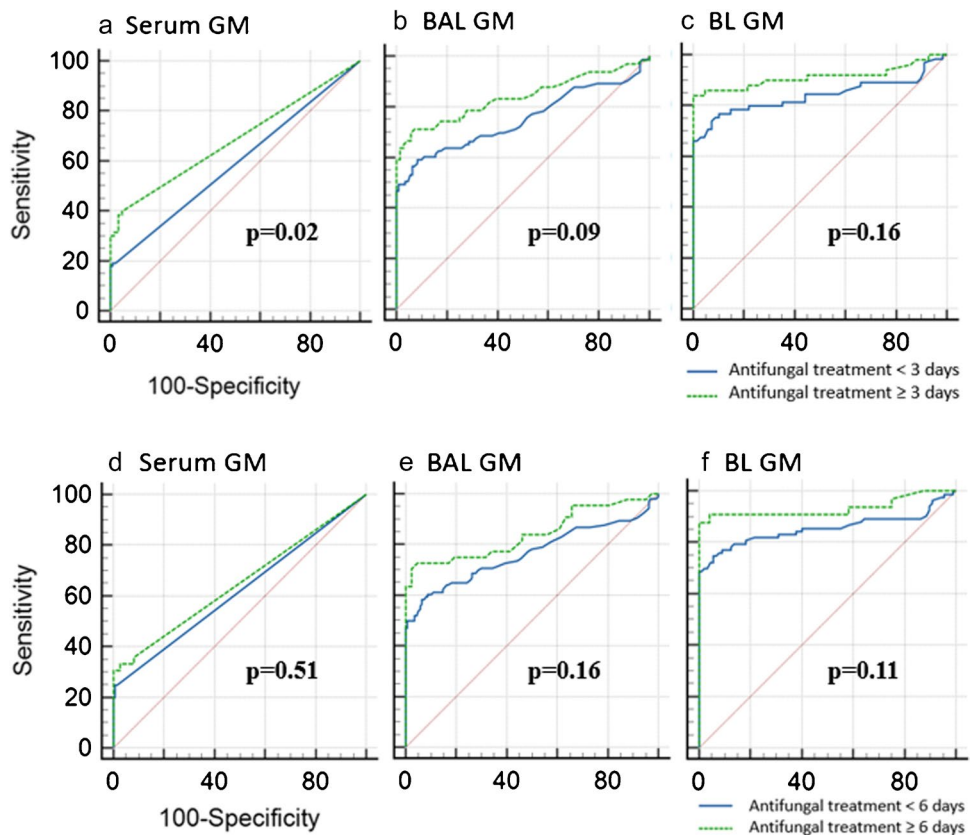 a Serum GM
b BAL GM
c BL GM
Sensitivity
100
80
60
40
20
0
p=0.02
p=0.09
p=0.16
0 40 80
0 40 80
0 40 80
100-Specificity
Antifungal treatment < 3 days
Antifungal treatment ≥ 3 days
d Serum GM
e BAL GM
f BL GM
Sensitivity
100
80
60
40
20
0
p=0.51
p=0.16
p=0.11
0 40 80
0 40 80
0 40 80
100-Specificity
Antifungal treatment < 6 days
Antifungal treatment ≥ 6 days